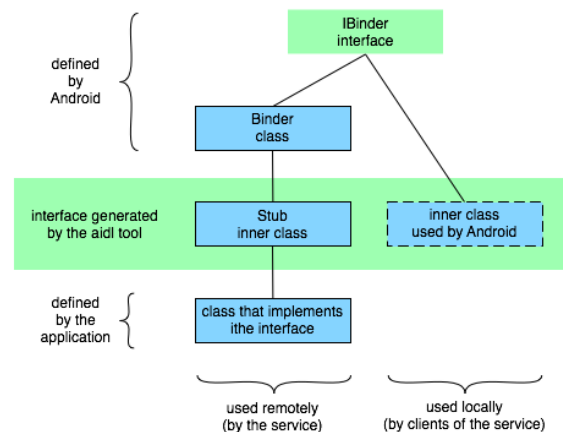 IBinder
interface
defined
by
Android
Binder
class
interface generated
by the aidl tool
Stub
inner class
inner class
used by Android
defined
by the
application
class that implements
ithe interface
used remotely
(by the service)
used locally
(by clients of the service)